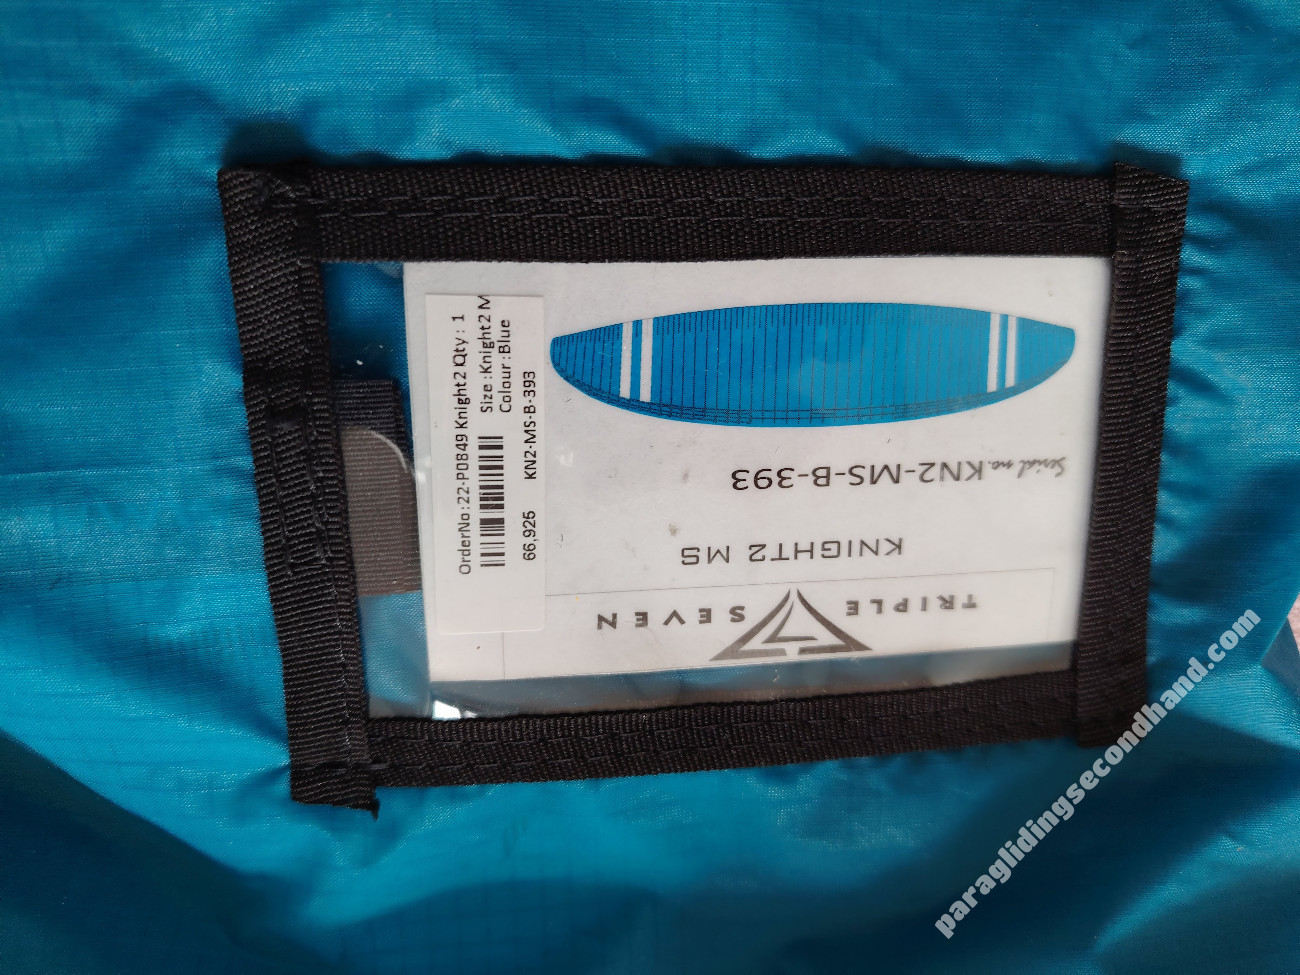 TRIPLE SEVEN
KNIGHT2 MS
Serial no. KN2-MS-B-393
OrderNo:22-P0849 Knight2 Qty : 1
Size :Knight2 M
Colour :Blue
66,925 KN2-MS-B-393
paraglidingsecondhand.com